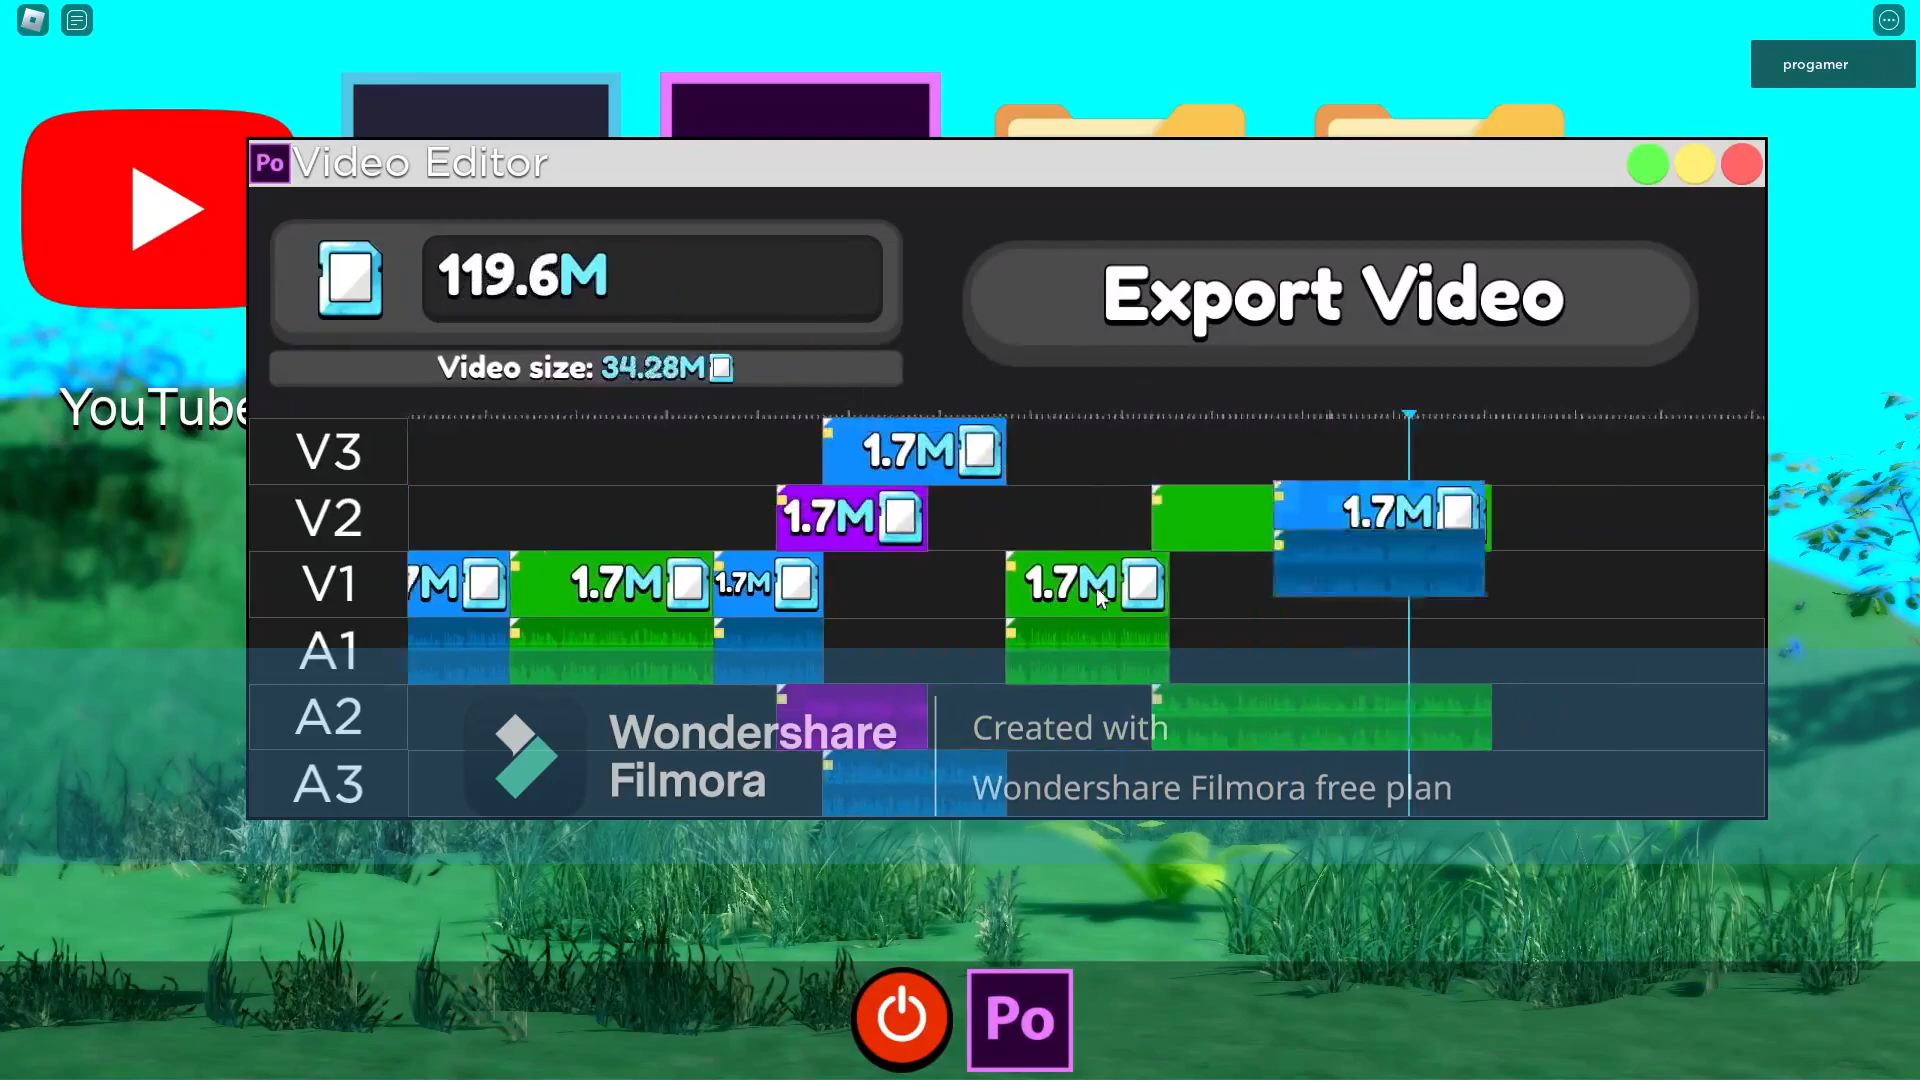 progamer
Po Video Editor
119.6M
Export Video
Video size: 34.28M
YouTube
V3
1.7M
V2
1.7M
1.7M
V1
7M
1.7M
1.7M
1.7M
A1
A2
A3
Wondershare
Filmora
Created with
Wondershare Filmora free plan
Po